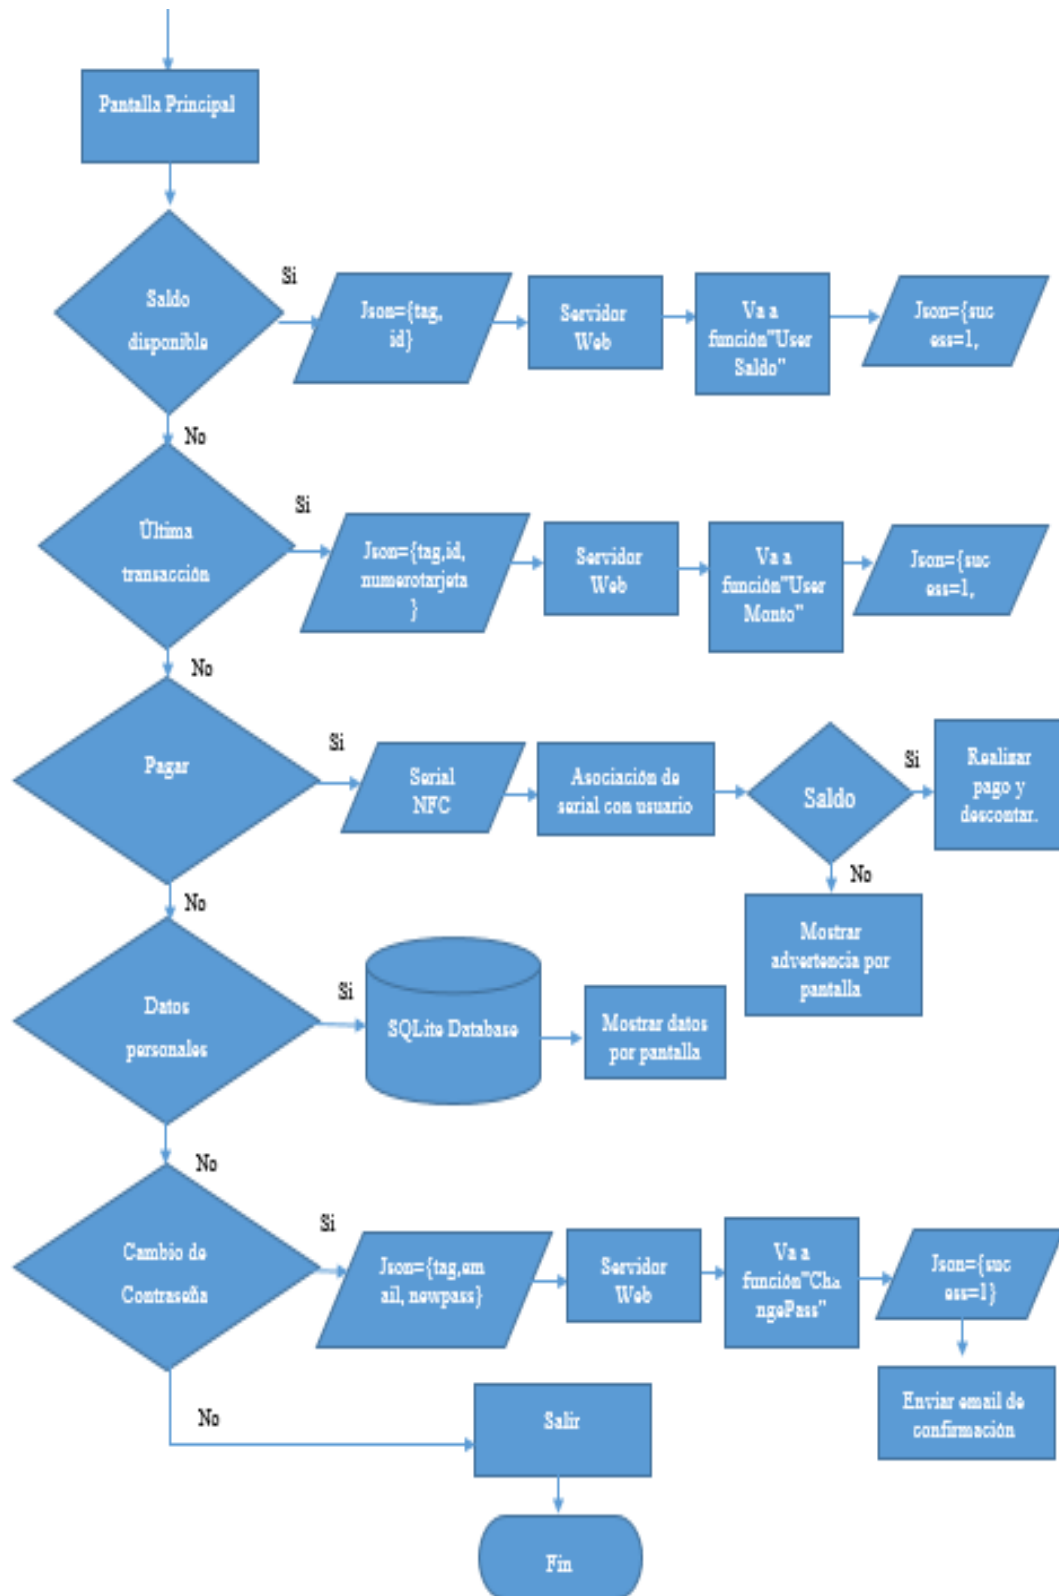 Pantalla Principal
Saldo
disponible
Si
Json={tag,
id}
Servidor
Web
Va a
función"User
Saldo"
Json={suc
ess=1,
No
Última
transacción
Si
Json={tag,id,
numerotarjeta
}
Servidor
Web
Va a
función"User
Monto"
Json={suc
ess=1,
No
Pagar
Si
Serial
NFC
Asociación de
serial con usuario
Saldo
Si
Realizar
pago y
descontar.
No
Mostrar
advertencia por
pantalla
No
Datos
personales
Si
SQLite Database
Mostrar datos
por pantalla
No
Cambio de
Contraseña
Si
Json={tag,em
ail, newpass}
Servidor
Web
Va a
función"Cha
ngePass"
Json={suc
ess=1}
Enviar email de
confirmación
No
Salir
Fin